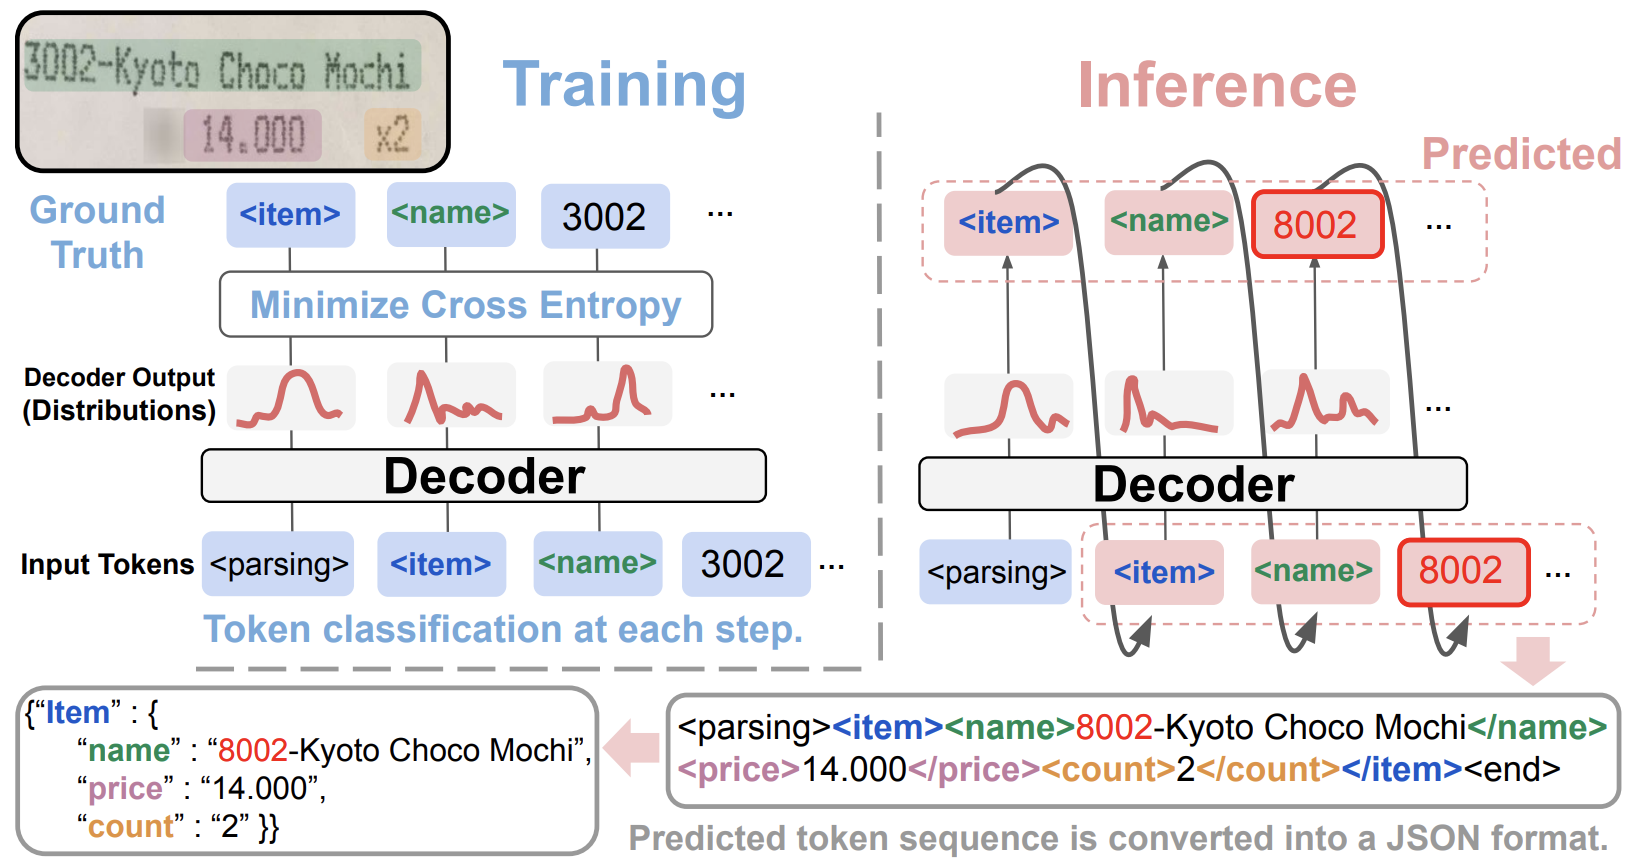 3002-Kyoto Choco Mochi
14.000 x2
Training
Inference
Predicted
Ground
Truth
<item> <name> 3002 ...
<item> <name> 8002 ...
Minimize Cross Entropy
Decoder Output
(Distributions)
...
...
Decoder
Decoder
Input Tokens
<parsing> <item> <name> 3002 ...
<parsing> <item> <name> 8002 ...
Token classification at each step.
{“Item” : {
“name” : “8002-Kyoto Choco Mochi”,
“price” : “14.000”,
“count” : “2” }}
<parsing><item><name>8002-Kyoto Choco Mochi</name>
<price>14.000</price><count>2</count></item><end>
Predicted token sequence is converted into a JSON format.